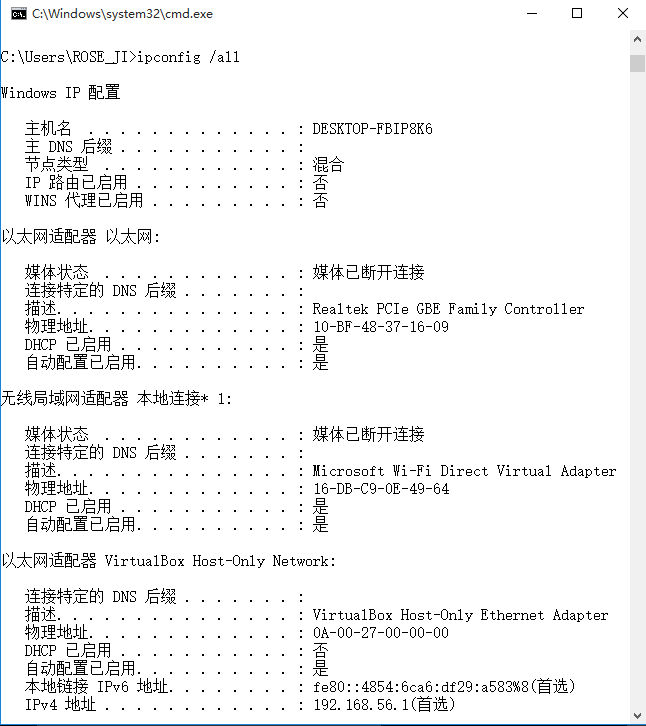 C:\Windows\system32\cmd.exe
C:\Users\ROSE_JI>ipconfig /all
Windows IP 配置
主机名 . . . . . . . . . . . . . : DESKTOP-FBIP8K6
主 DNS 后缀 . . . . . . . . . . . :
节点类型 . . . . . . . . . . . . : 混合
IP 路由已启用 . . . . . . . . . . : 否
WINS 代理已启用 . . . . . . . . . : 否
以太网适配器 以太网:
媒体状态 . . . . . . . . . . . . : 媒体已断开连接
连接特定的 DNS 后缀 . . . . . . . :
描述. . . . . . . . . . . . . . . : Realtek PCIe GBE Family Controller
物理地址. . . . . . . . . . . . . : 10-BF-48-37-16-09
DHCP 已启用 . . . . . . . . . . . : 是
自动配置已启用. . . . . . . . . . : 是
无线局域网适配器 本地连接* 1:
媒体状态 . . . . . . . . . . . . : 媒体已断开连接
连接特定的 DNS 后缀 . . . . . . . :
描述. . . . . . . . . . . . . . . : Microsoft Wi-Fi Direct Virtual Adapter
物理地址. . . . . . . . . . . . . : 16-DB-C9-0E-49-64
DHCP 已启用 . . . . . . . . . . . : 是
自动配置已启用. . . . . . . . . . : 是
以太网适配器 VirtualBox Host-Only Network:
连接特定的 DNS 后缀 . . . . . . . :
描述. . . . . . . . . . . . . . . : VirtualBox Host-Only Ethernet Adapter
物理地址. . . . . . . . . . . . . : 0A-00-27-00-00-00
DHCP 已启用 . . . . . . . . . . . : 否
自动配置已启用. . . . . . . . . . : 是
本地链接 IPv6 地址. . . . . . . . : fe80::4854:6ca6:df29:a583%8(首选)
IPv4 地址 . . . . . . . . . . . . : 192.168.56.1(首选)